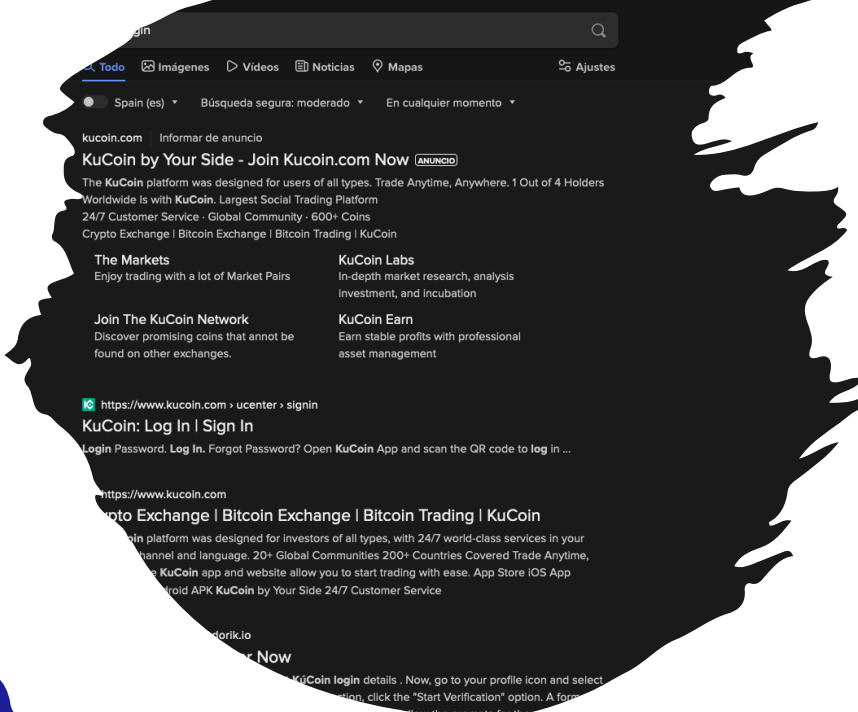 gin
Todo Imágenes Vídeos Noticias Mapas Ajustes
Spain (es) Búsqueda segura: moderado En cualquier momento
kucoin.com Informar de anuncio
KuCoin by Your Side - Join Kucoin.com Now ANUNCIO
The KuCoin platform was designed for users of all types. Trade Anytime, Anywhere. 1 Out of 4 Holders
Worldwide Is with KuCoin. Largest Social Trading Platform
24/7 Customer Service · Global Community · 600+ Coins
Crypto Exchange | Bitcoin Exchange | Bitcoin Trading | KuCoin
The Markets
Enjoy trading with a lot of Market Pairs
KuCoin Labs
In-depth market research, analysis
investment, and incubation
Join The KuCoin Network
Discover promising coins that annot be
found on other exchanges.
KuCoin Earn
Earn stable profits with professional
asset management
https://www.kucoin.com › ucenter › signin
KuCoin: Log In | Sign In
Login Password. Log In. Forgot Password? Open KuCoin App and scan the QR code to log in ...
https://www.kucoin.com
pto Exchange | Bitcoin Exchange | Bitcoin Trading | KuCoin
oin platform was designed for investors of all types, with 24/7 world-class services in your
hannel and language. 20+ Global Communities 200+ Countries Covered Trade Anytime,
e KuCoin app and website allow you to start trading with ease. App Store iOS App
roid APK KuCoin by Your Side 24/7 Customer Service
dorik.io
r Now
KúCoin login details . Now, go to your profile icon and select
tion, click the "Start Verification" option. A form